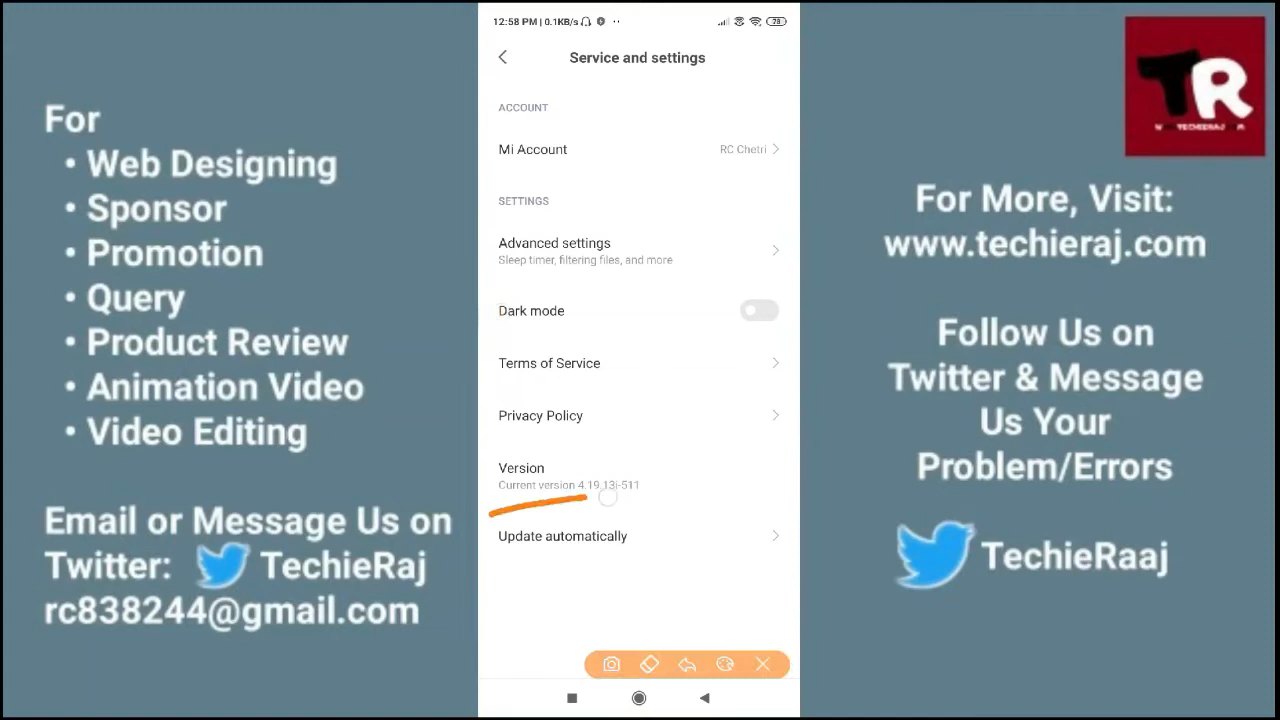 For
• Web Designing
• Sponsor
• Promotion
• Query
• Product Review
• Animation Video
• Video Editing
Email or Message Us on
Twitter: TechieRaj
rc838244@gmail.com
12:58 PM | 0.1KB/s
78
Service and settings
ACCOUNT
Mi Account
RC Chetri
SETTINGS
Advanced settings
Sleep timer, filtering files, and more
Dark mode
Terms of Service
Privacy Policy
Version
Current version 4.19.13i-511
Update automatically
TR
For More, Visit:
www.techieraj.com
Follow Us on
Twitter & Message
Us Your
Problem/Errors
TechieRaaj